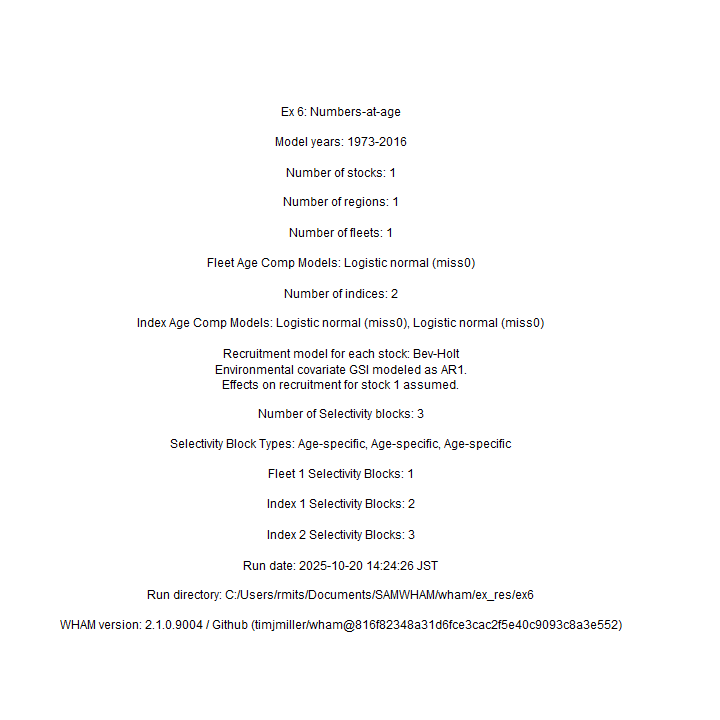 Ex 6: Numbers-at-age
Model years: 1973-2016
Number of stocks: 1
Number of regions: 1
Number of fleets: 1
Fleet Age Comp Models: Logistic normal (miss0)
Number of indices: 2
Index Age Comp Models: Logistic normal (miss0), Logistic normal (miss0)
Recruitment model for each stock: Bev-Holt
Environmental covariate GSI modeled as AR1.
Effects on recruitment for stock 1 assumed.
Number of Selectivity blocks: 3
Selectivity Block Types: Age-specific, Age-specific, Age-specific
Fleet 1 Selectivity Blocks: 1
Index 1 Selectivity Blocks: 2
Index 2 Selectivity Blocks: 3
Run date: 2025-10-20 14:24:26 JST
Run directory: C:/Users/rmits/Documents/SAMWHAM/wham/ex_res/ex6
WHAM version: 2.1.0.9004 / Github (timjmiller/wham@816f82348a31d6fce3cac2f5e40c9093c8a3e552)